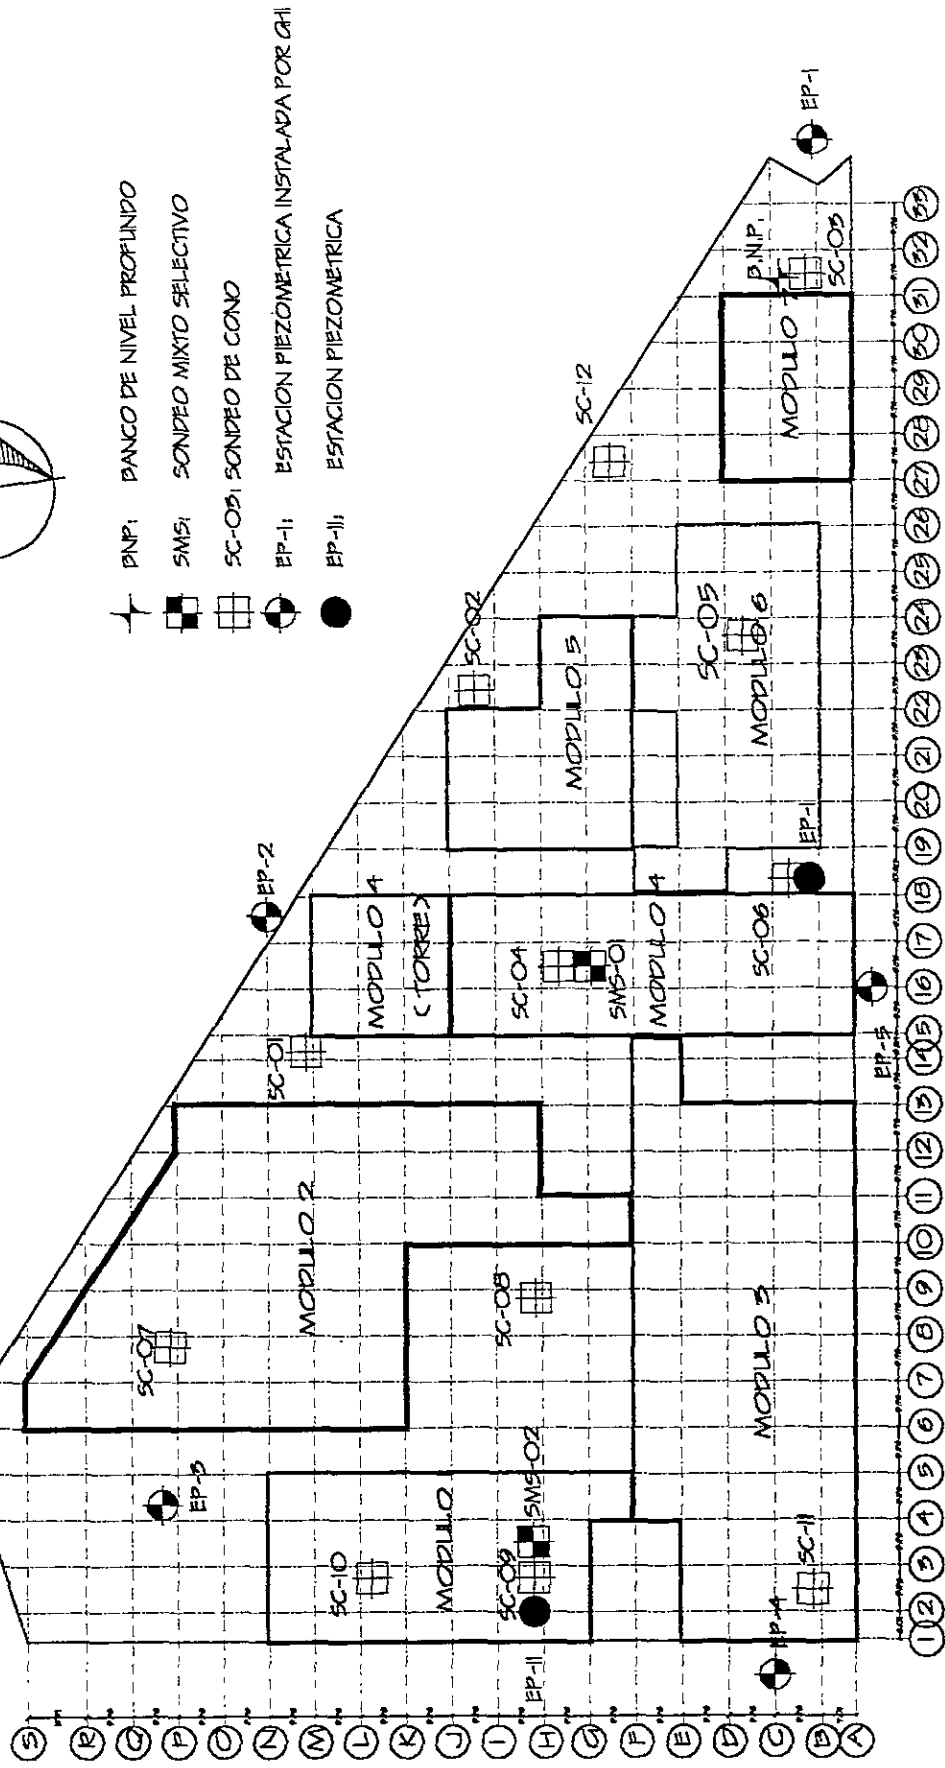 BNP: BANCO DE NIVEL PROFUNDO
SMS: SONDEO MIXTO SELECTIVO
SC-03: SONDEO DE CONO
EP-1: ESTACION PIEZOMETRICA INSTALADA POR
EP-II: ESTACION PIEZOMETRICA
S
R
Q
P
O
N
M
L
K
J
I
H
G
F
E
D
C
B
A
EP-3
SC-07
MODULO 2
SC-01
EP-2
SC-10
MODULO
SC-09
SMS-02
EP-11
SC-08
MODULO 4
(TORRE)
SC-04
SMS-01
MODULO 4
SC-02
MODULO 5
SC-12
EP-4
SC-11
MODULO 3
SC-06
EP-5
EP-1
SC-05
MODULO 6
MODULO 7
B.N.P.
SC-03
EP-1
1 2 3 4 5 6 7 8 9 10 11 12 13 14 15 16 17 18 19 20 21 22 23 24 25 26 27 28 29 30 31 32 33